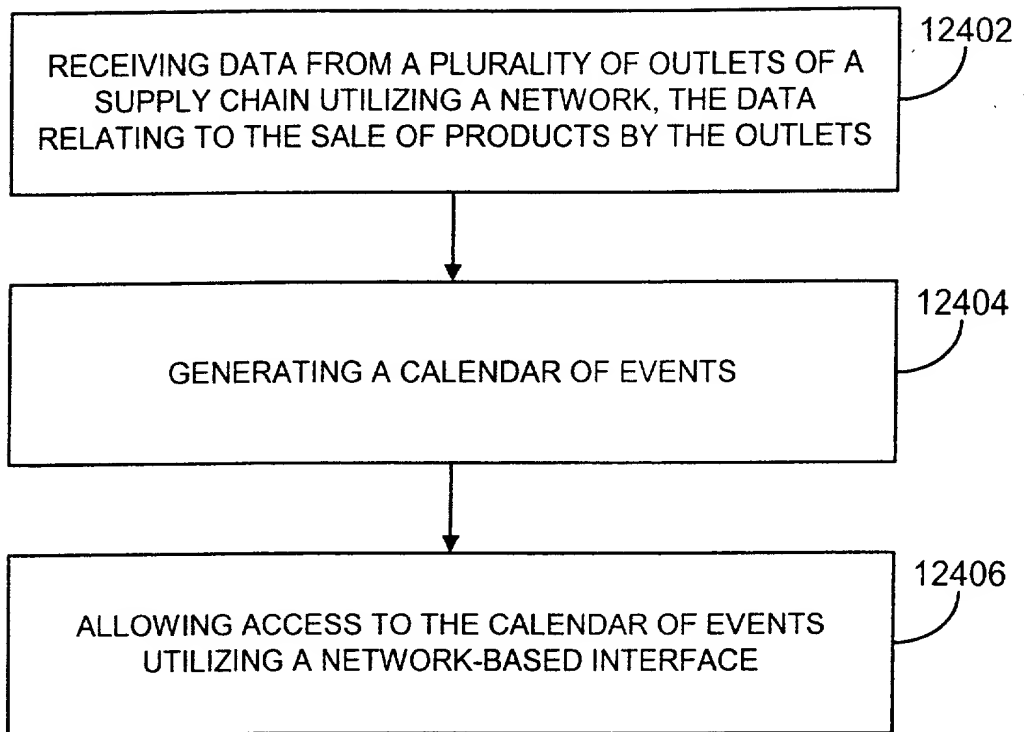 12402
RECEIVING DATA FROM A PLURALITY OF OUTLETS OF A
SUPPLY CHAIN UTILIZING A NETWORK, THE DATA
RELATING TO THE SALE OF PRODUCTS BY THE OUTLETS
12404
GENERATING A CALENDAR OF EVENTS
12406
ALLOWING ACCESS TO THE CALENDAR OF EVENTS
UTILIZING A NETWORK-BASED INTERFACE